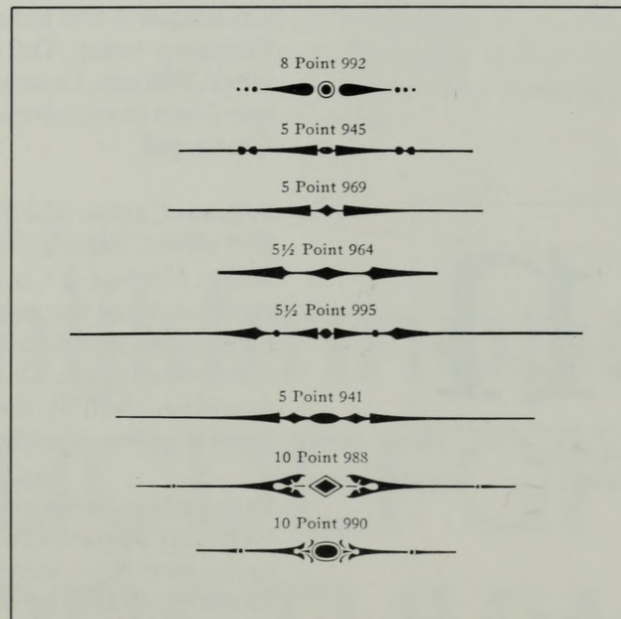 8 Point 992
5 Point 945
5 Point 969
5½ Point 964
5½ Point 995
5 Point 941
10 Point 988
10 Point 990